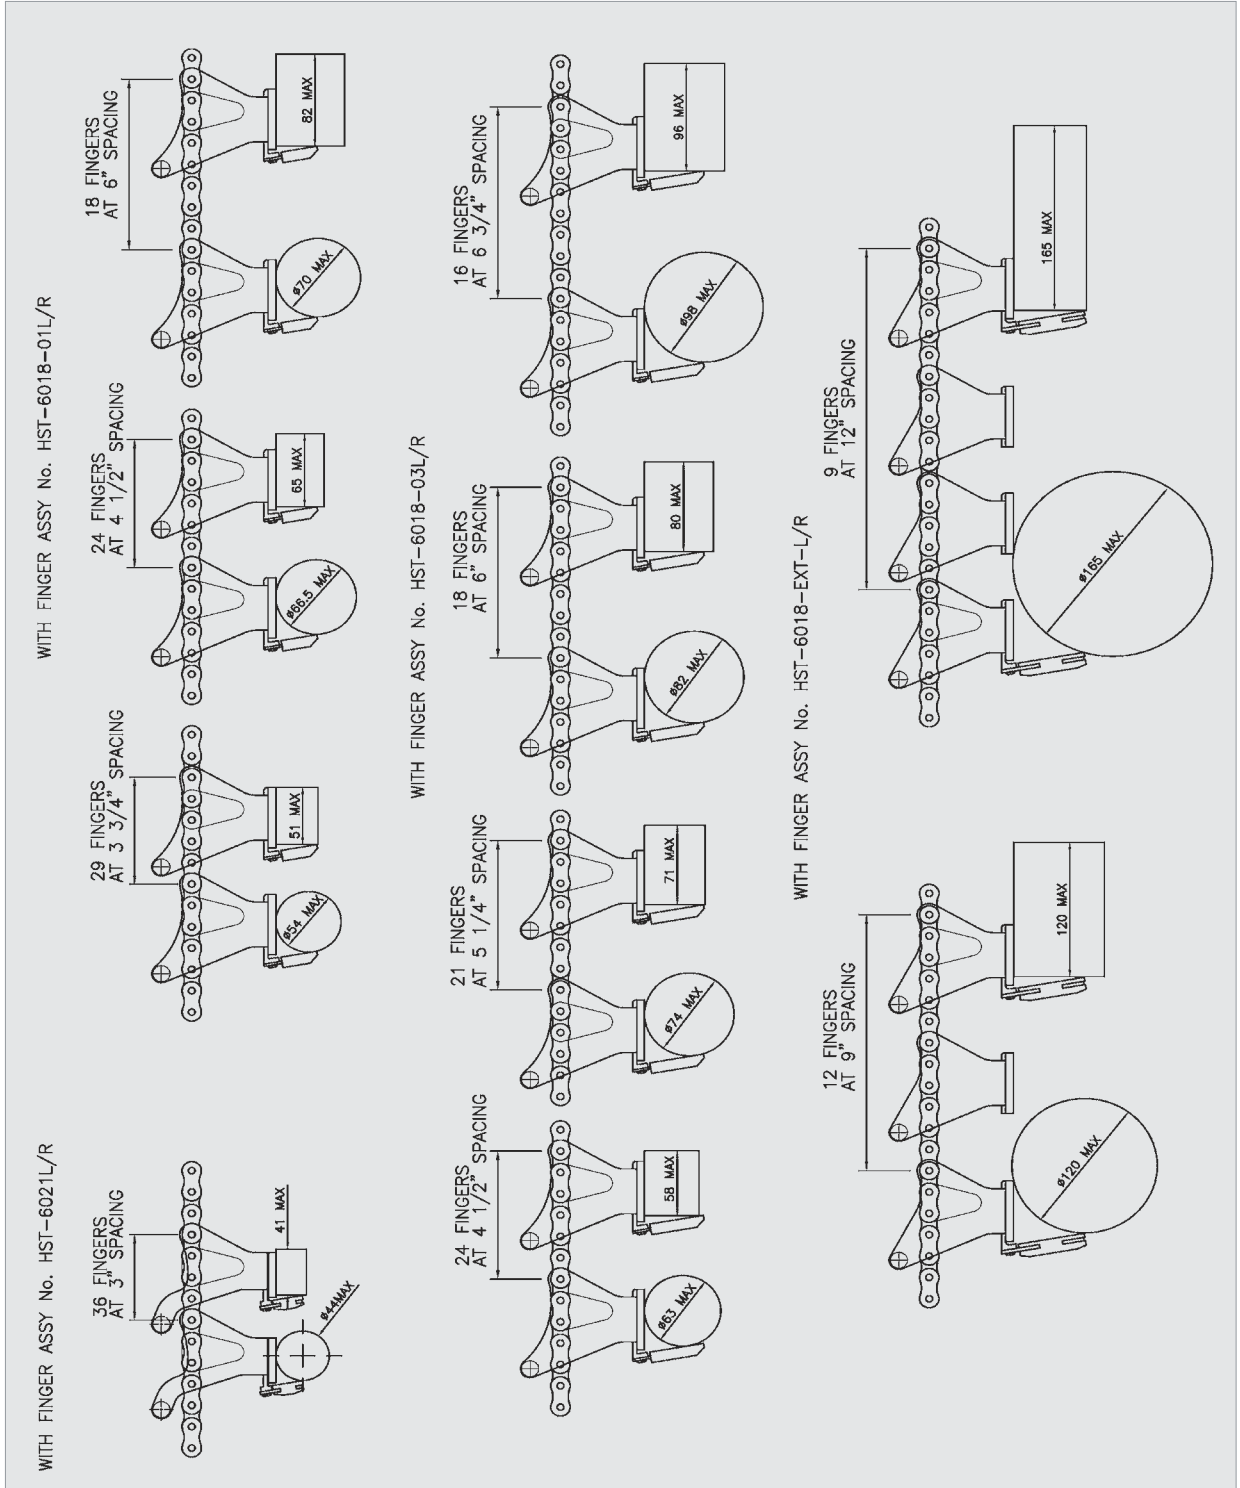 WITH FINGER ASSY No. HST-6021L/R
36 FINGERS
AT 3" SPACING
ø44MAX
41 MAX
WITH FINGER ASSY No. HST-6018-01L/R
29 FINGERS
AT 3 3/4" SPACING
ø54 MAX
51 MAX
24 FINGERS
AT 4 1/2" SPACING
ø66.5 MAX
65 MAX
18 FINGERS
AT 6" SPACING
ø70 MAX
82 MAX
WITH FINGER ASSY No. HST-6018-03L/R
24 FINGERS
AT 4 1/2" SPACING
ø63 MAX
58 MAX
21 FINGERS
AT 5 1/4" SPACING
ø74 MAX
71 MAX
18 FINGERS
AT 6" SPACING
ø82 MAX
80 MAX
16 FINGERS
AT 6 3/4" SPACING
ø98 MAX
96 MAX
WITH FINGER ASSY No. HST-6018-EXT-L/R
12 FINGERS
AT 9" SPACING
ø120 MAX
120 MAX
9 FINGERS
AT 12" SPACING
ø165 MAX
165 MAX